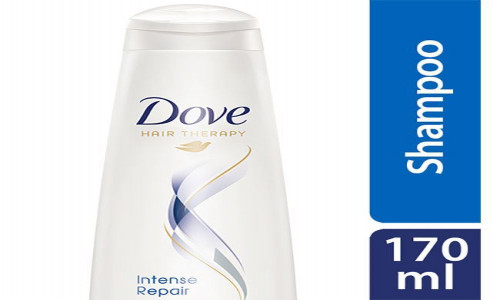 Dove
HAIR THERAPY
Intense
Repair
Shampoo
170
ml